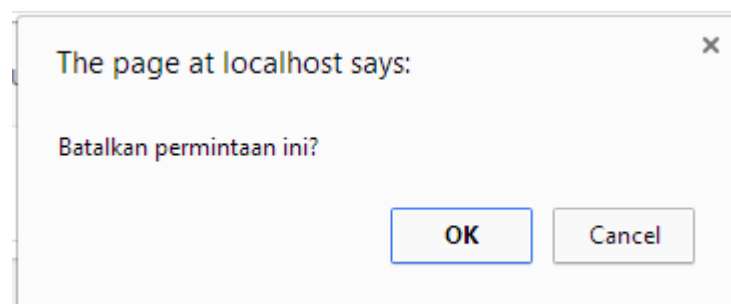 The page at localhost says:
Batalkan permintaan ini?
OK
Cancel